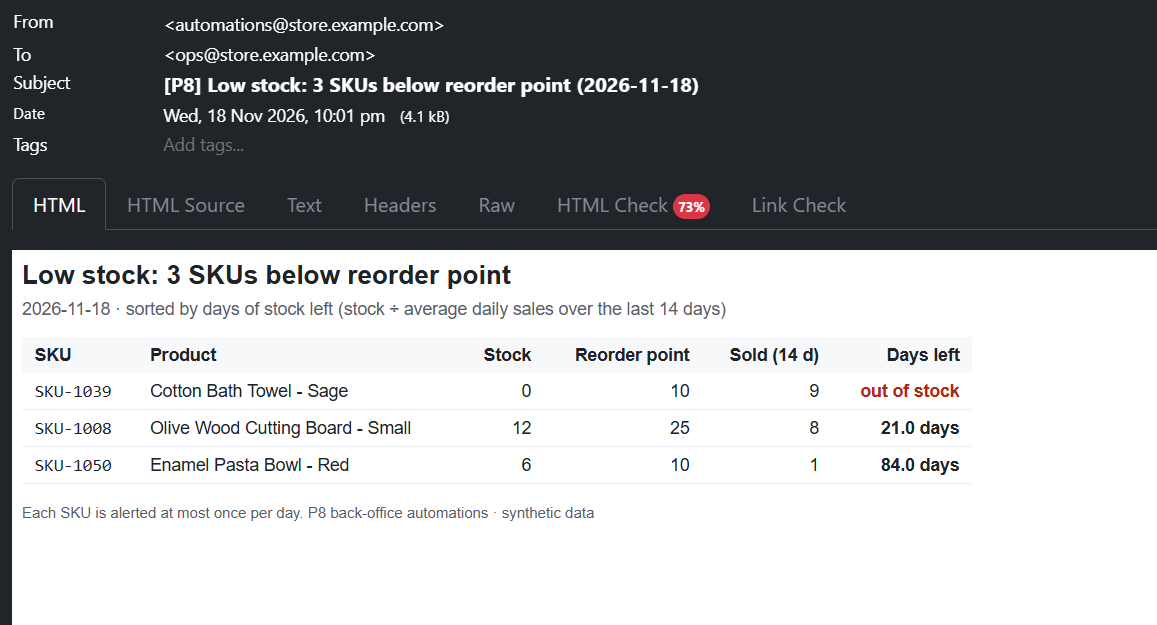 From <automations@store.example.com>
To <ops@store.example.com>
Subject [P8] Low stock: 3 SKUs below reorder point (2026-11-18)
Date Wed, 18 Nov 2026, 10:01 pm (4.1 kB)
Tags Add tags...
HTML HTML Source Text Headers Raw HTML Check 73% Link Check
Low stock: 3 SKUs below reorder point
2026-11-18 · sorted by days of stock left (stock ÷ average daily sales over the last 14 days)
SKU Product Stock Reorder point Sold (14 d) Days left
SKU-1039 Cotton Bath Towel - Sage 0 10 9 out of stock
SKU-1008 Olive Wood Cutting Board - Small 12 25 8 21.0 days
SKU-1050 Enamel Pasta Bowl - Red 6 10 1 84.0 days
Each SKU is alerted at most once per day. P8 back-office automations · synthetic data